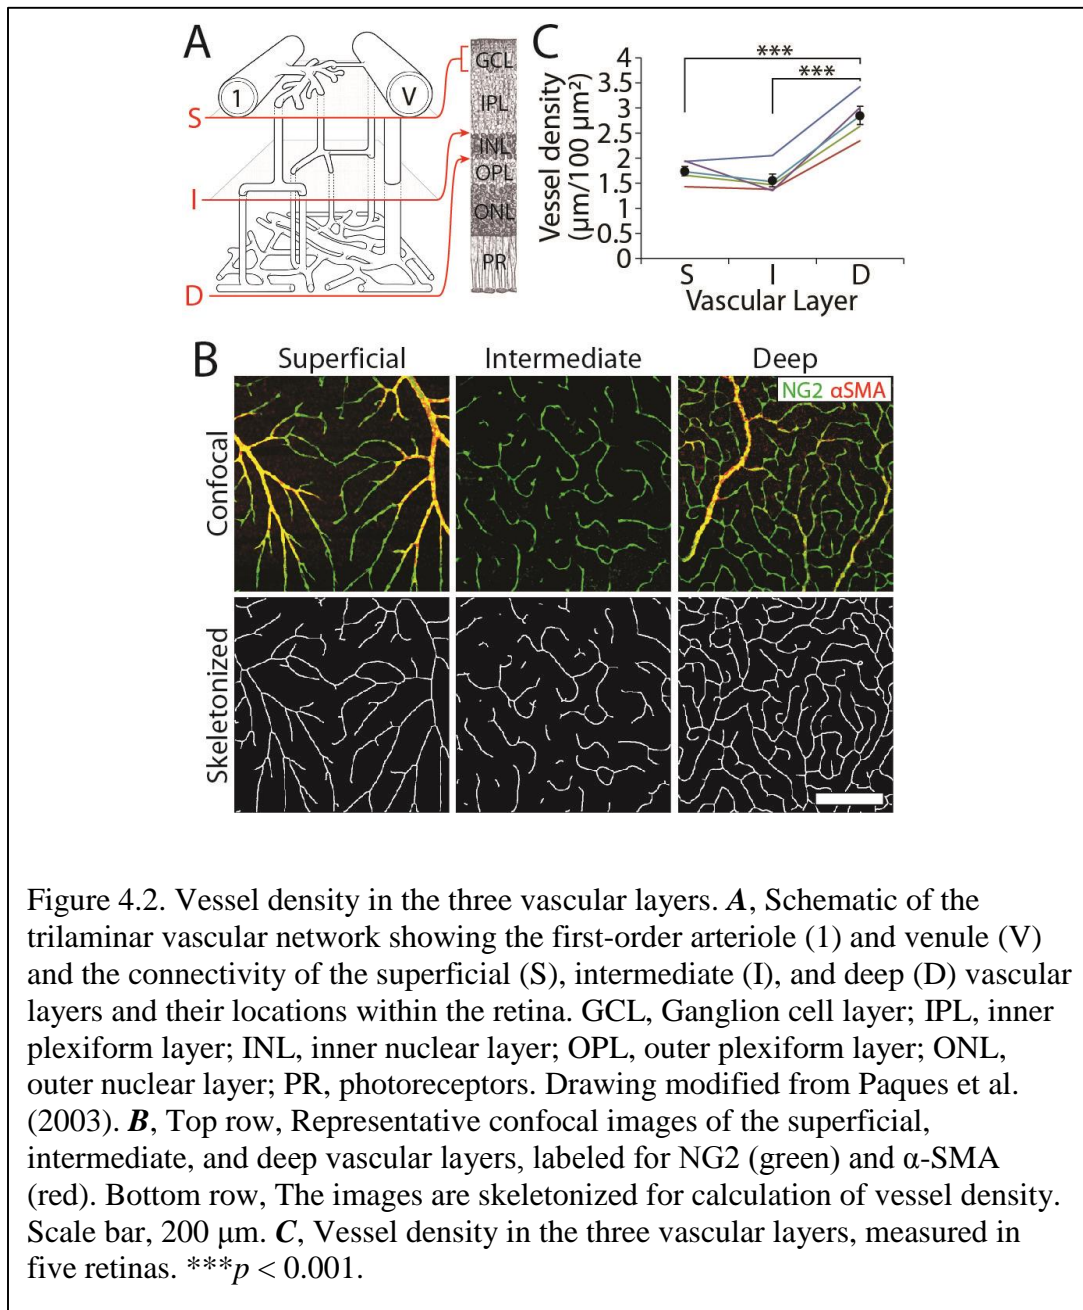 A
1
V
S
I
D
GCL
IPL
INL
OPL
ONL
PR
C
***
***
Vessel density
(µm/100 µm²)
4
3.5
3
2.5
2
1.5
1
0.5
0
S I D
Vascular Layer
B
Superficial Intermediate Deep
NG2 αSMA
Confocal
Skeletonized
Figure 4.2. Vessel density in the three vascular layers. A, Schematic of the
trilaminar vascular network showing the first-order arteriole (1) and venule (V)
and the connectivity of the superficial (S), intermediate (I), and deep (D) vascular
layers and their locations within the retina. GCL, Ganglion cell layer; IPL, inner
plexiform layer; INL, inner nuclear layer; OPL, outer plexiform layer; ONL,
outer nuclear layer; PR, photoreceptors. Drawing modified from Paques et al.
(2003). B, Top row, Representative confocal images of the superficial,
intermediate, and deep vascular layers, labeled for NG2 (green) and α-SMA
(red). Bottom row, The images are skeletonized for calculation of vessel density.
Scale bar, 200 μm. C, Vessel density in the three vascular layers, measured in
five retinas. ***p < 0.001.